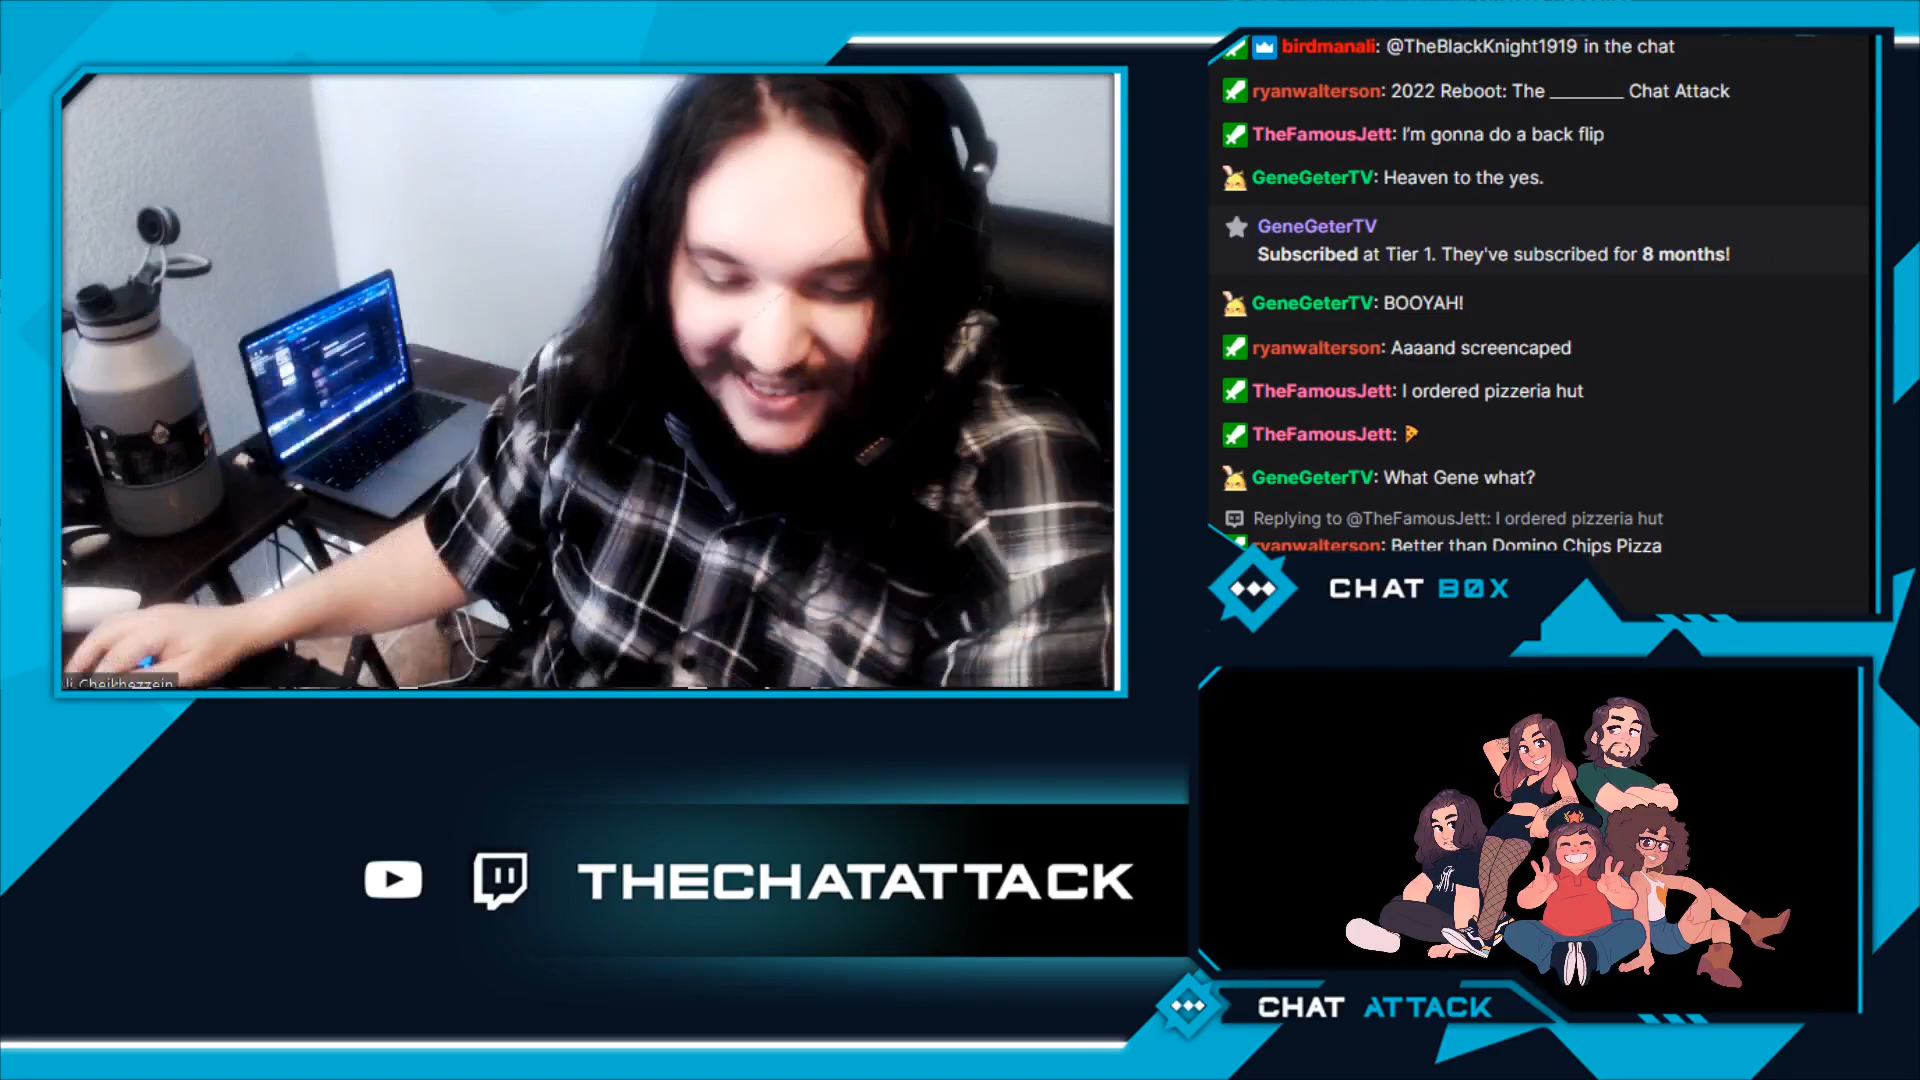 birdmanali: @TheBlackKnight1919 in the chat
ryanwalterson: 2022 Reboot: The ________ Chat Attack
TheFamousJett: I'm gonna do a back flip
GeneGeterTV: Heaven to the yes.
GeneGeterTV
Subscribed at Tier 1. They've subscribed for 8 months!
GeneGeterTV: BOOYAH!
ryanwalterson: Aaaand screencaped
TheFamousJett: I ordered pizzeria hut
TheFamousJett:
GeneGeterTV: What Gene what?
Replying to @TheFamousJett: I ordered pizzeria hut
ryanwalterson: Better than Domino Chips Pizza
CHAT BOX
li Cheikhezzein
THECHATATTACK
CHAT ATTACK